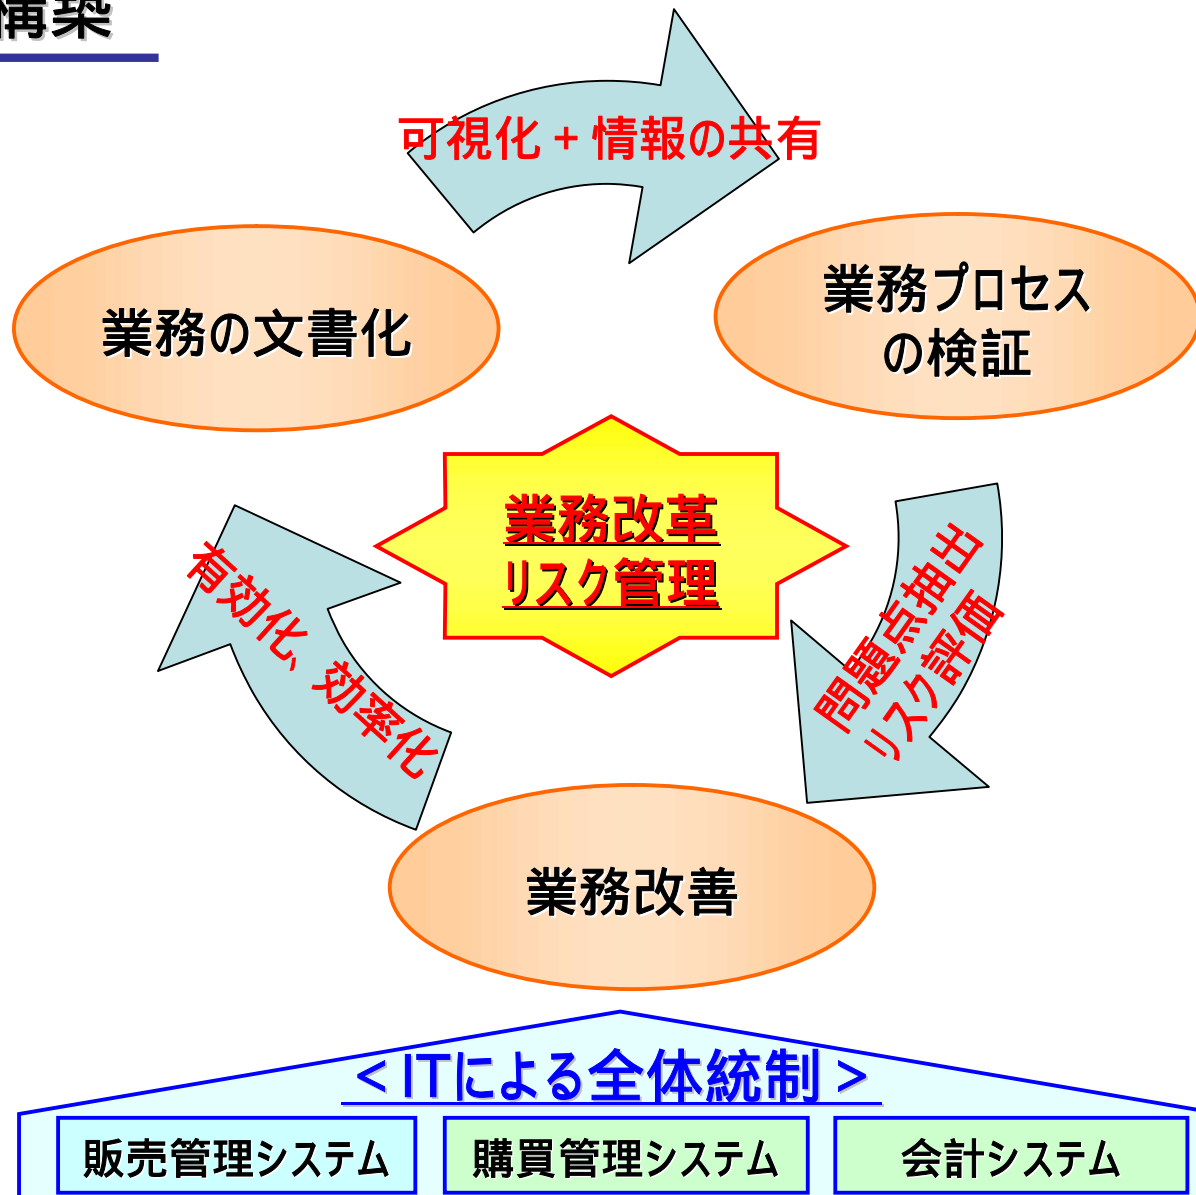 構築
可視化 + 情報の共有
業務の文書化
業務プロセス
の検証
業務改革
リスク管理
有効化、効率化
問題点抽出
リスク評価
業務改善
< ITによる全体統制 >
販売管理システム
購買管理システム
会計システム